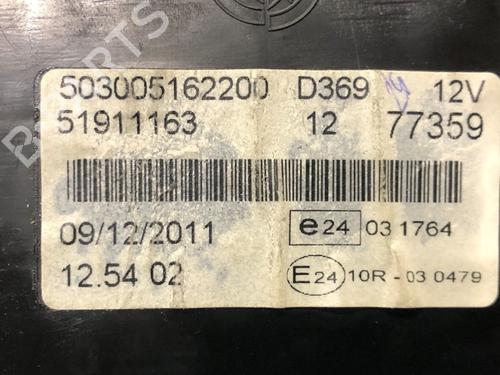 503005162200 D369 12V
51911163 12 77359
09/12/2011 e24 03 1764
12.54 02 E24 10R - 03 0479